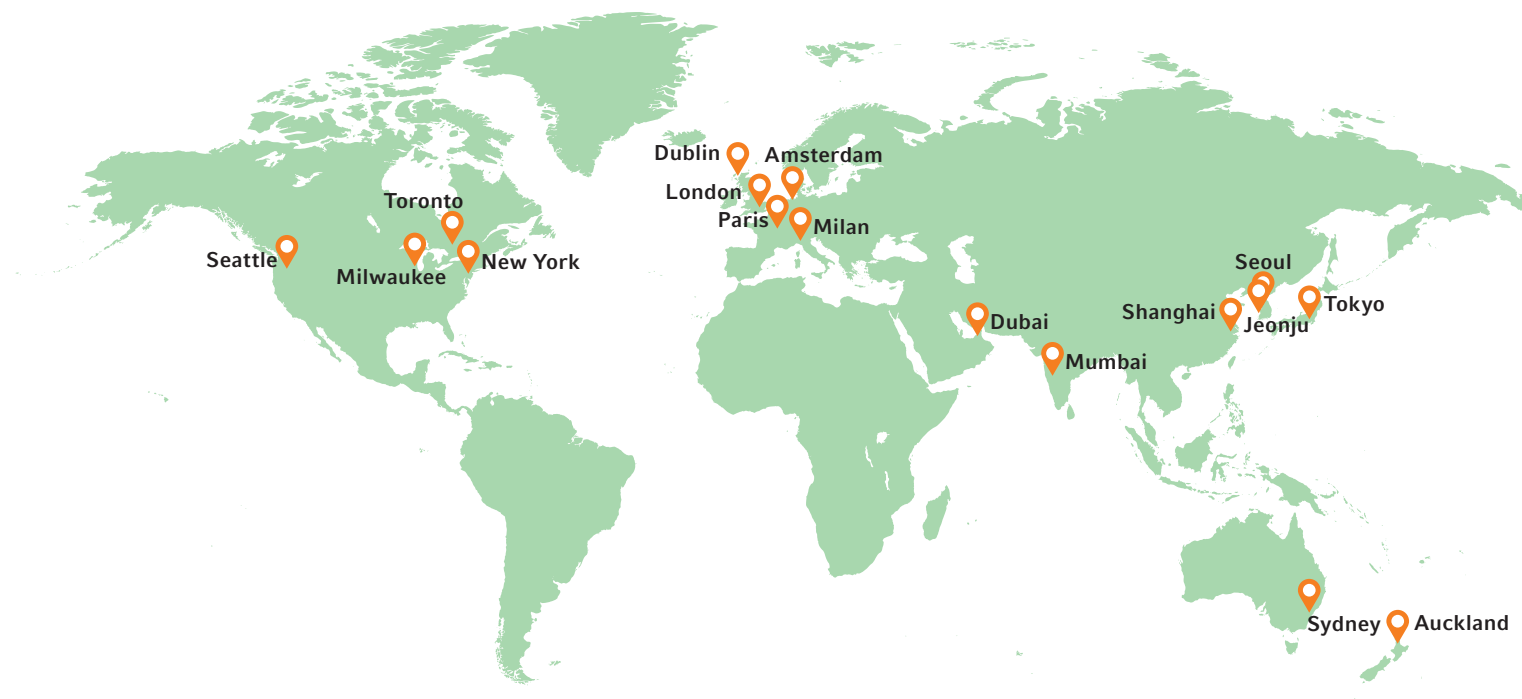 Dublin
Amsterdam
London
Toronto
Paris
Milan
Seattle
New York
Milwaukee
Seoul
Shanghai
Tokyo
Jeonju
Dubai
Mumbai
Sydney
Auckland